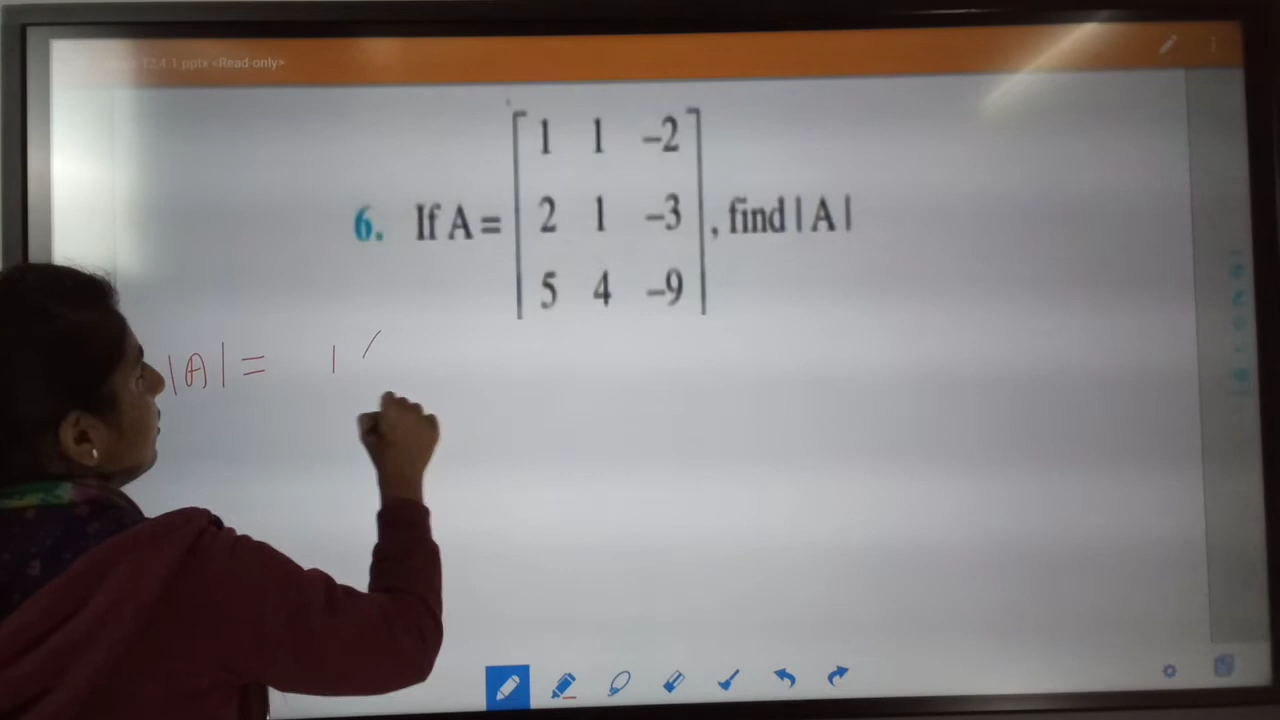 12.4 1 pptx <Read-only>
1 1 -2
6. If A = 2 1 -3 , find | A |
5 4 -9
|A| = 1 (